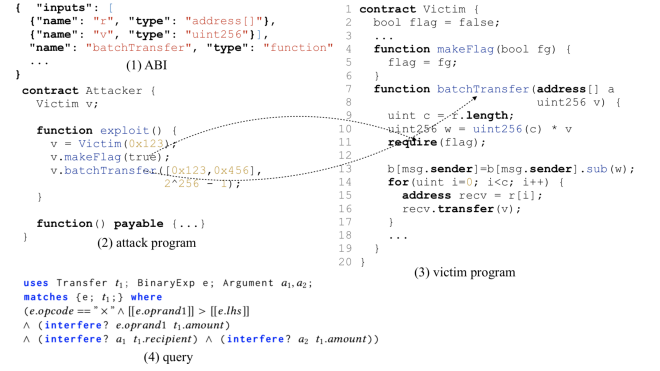 { "inputs": [
{"name": "r", "type": "address[]"},
{"name": "v", "type": "uint256"}],
"name": "batchTransfer", "type": "function"
...
}
(1) ABI
contract Attacker {
Victim v;
function exploit() {
v = Victim(0x123);
v.makeFlag(true);
v.batchTransfer([0x123,0x456],
2^256 - 1);
}
function() payable {...}
}
(2) attack program
1 contract Victim {
2 bool flag = false;
3 ...
4 function makeFlag(bool fg) {
5 flag = fg;
6 }
7 function batchTransfer(address[] a
8 uint256 v) {
9 uint c = r.length;
10 uint256 w = uint256(c) * v
11 require(flag);
12
13 b[msg.sender]=b[msg.sender].sub(w);
14 for(uint i=0; i<c; i++) {
15 address recv = r[i];
16 recv.transfer(v);
17 }
18 ...
19 }
20 }
(3) victim program
uses Transfer t₁; BinaryExp e; Argument a₁,a₂;
matches {e; t₁;} where
(e.opcode == " × " ∧ [[e.oprand1]] > [[e.lhs]]
∧ (interfere? e.oprand1 t₁.amount)
∧ (interfere? a₁ t₁.recipient) ∧ (interfere? a₂ t₁.amount))
(4) query